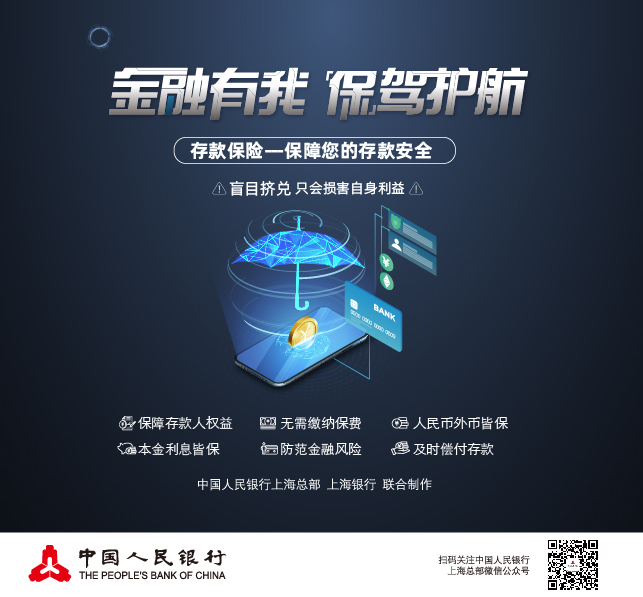 金融有我 保驾护航
存款保险—保障您的存款安全
盲目挤兑 只会损害自身利益
BANK
保障存款人权益 无需缴纳保费 人民币外币皆保
本金利息皆保 防范金融风险 及时偿付存款
中国人民银行上海总部 上海银行 联合制作
中国人民银行
THE PEOPLE'S BANK OF CHINA
扫码关注中国人民银行
上海总部微信公众号